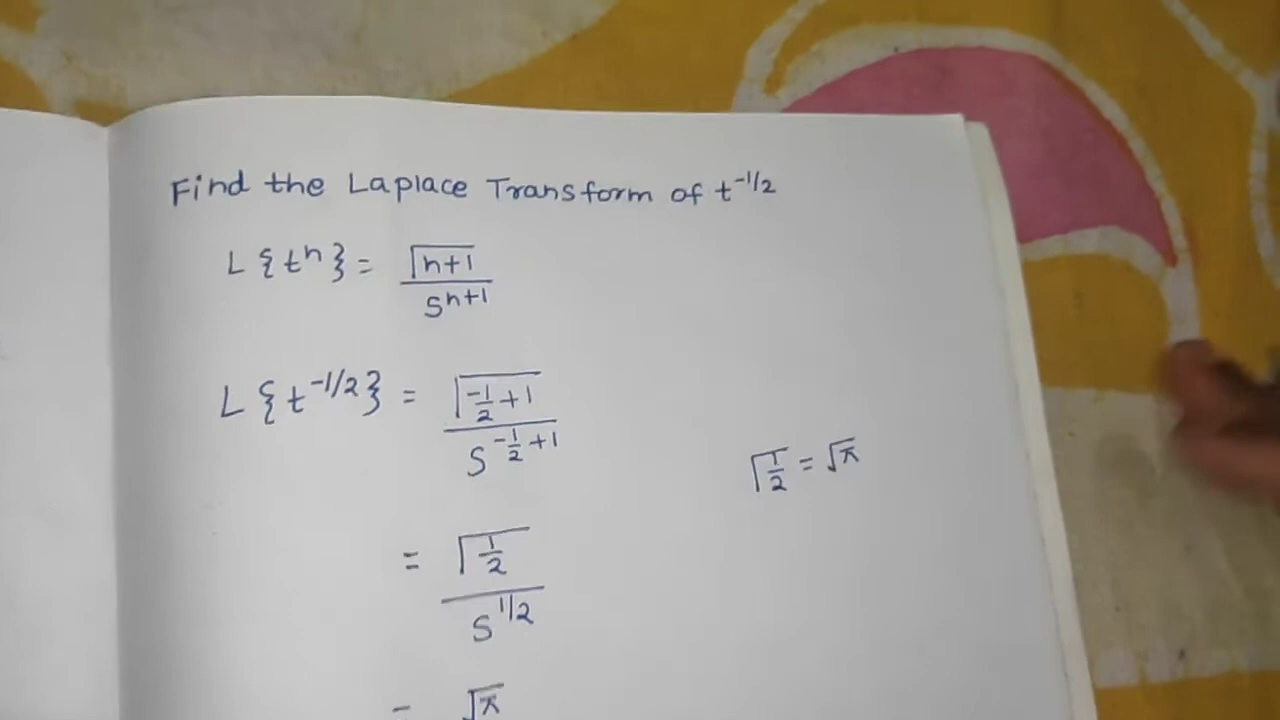 Find the Laplace Transform of t^-1/2
L{t^n} = Γn+1 / S^n+1
L{t^-1/2} = Γ-1/2+1 / S^-1/2+1
Γ1/2 = √π
= Γ1/2 / S^1/2
= √π